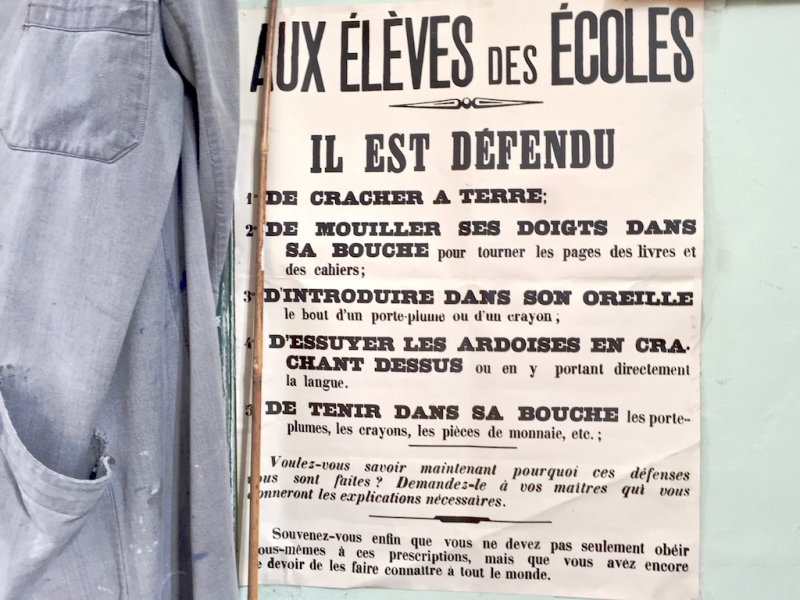 AUX ÉLÈVES DES ÉCOLES
IL EST DÉFENDU
1° DE CRACHER A TERRE;
2° DE MOUILLER SES DOIGTS DANS
SA BOUCHE pour tourner les pages des livres et
des cahiers;
3° D'INTRODUIRE DANS SON OREILLE
le bout d'un porte-plume ou d'un crayon;
4° D'ESSUYER LES ARDOISES EN CRA-
CHANT DESSUS ou en y portant directement
la langue.
5° DE TENIR DANS SA BOUCHE les porte-
plumes, les crayons, les pièces de monnaie, etc.;
Voulez-vous savoir maintenant pourquoi ces défenses
vous sont faites? Demandez-le à vos maîtres qui vous
donneront les explications nécessaires.
Souvenez-vous enfin que vous ne devez pas seulement obéir
vous-mêmes à ces prescriptions, mais que vous avez encore
le devoir de les faire connaître à tout le monde.